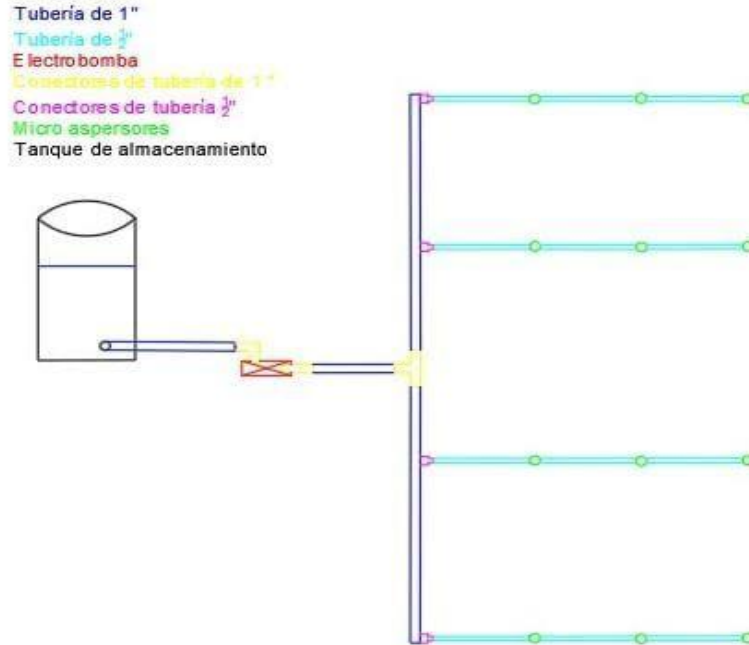 Tubería de 1"
Tubería de ½"
Electrobomba
Conectores de tubería de 1 "
Conectores de tubería ½"
Micro aspersores
Tanque de almacenamiento